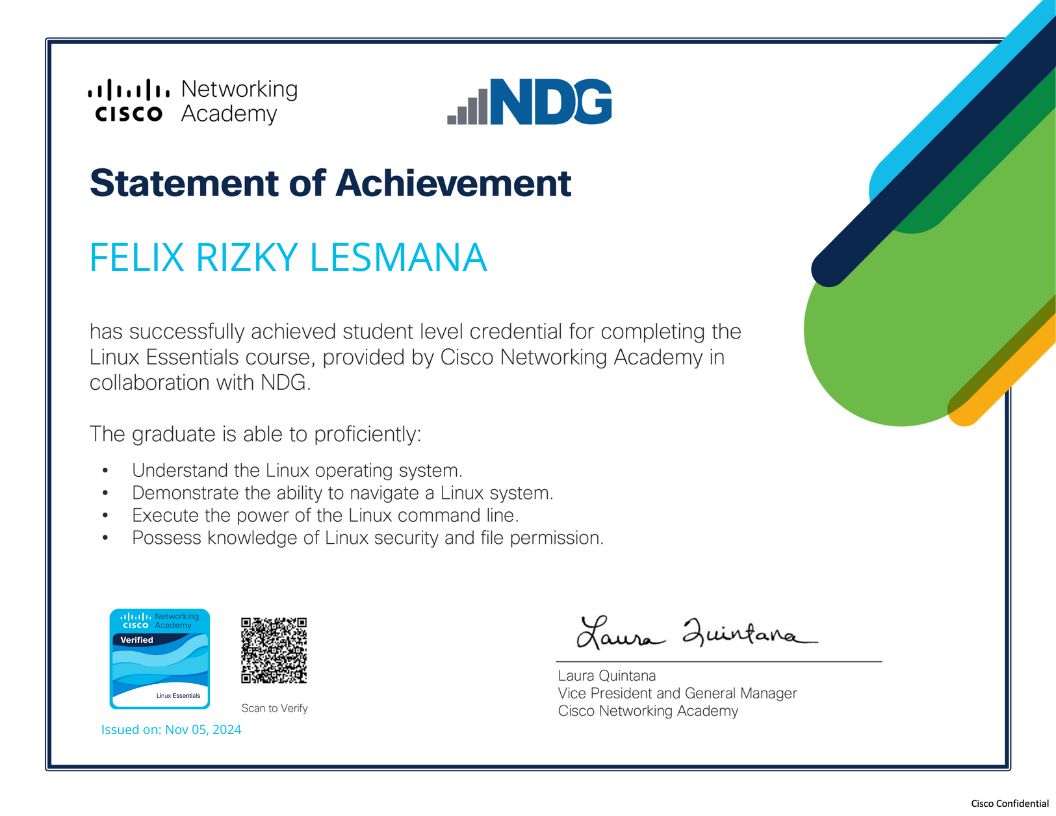 Networking
CISCO Academy
NDG
Statement of Achievement
FELIX RIZKY LESMANA
has successfully achieved student level credential for completing the
Linux Essentials course, provided by Cisco Networking Academy in
collaboration with NDG.
The graduate is able to proficiently:
• Understand the Linux operating system.
• Demonstrate the ability to navigate a Linux system.
• Execute the power of the Linux command line.
• Possess knowledge of Linux security and file permission.
Networking
CISCO Academy
Verified
Linux Essentials
Scan to Verify
Issued on: Nov 05, 2024
Laura Quintana
Laura Quintana
Vice President and General Manager
Cisco Networking Academy
Cisco Confidential